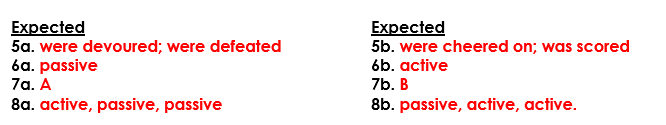 Expected
5a. were devoured; were defeated
6a. passive
7a. A
8a. active, passive, passive
Expected
5b. were cheered on; was scored
6b. active
7b. B
8b. passive, active, active.